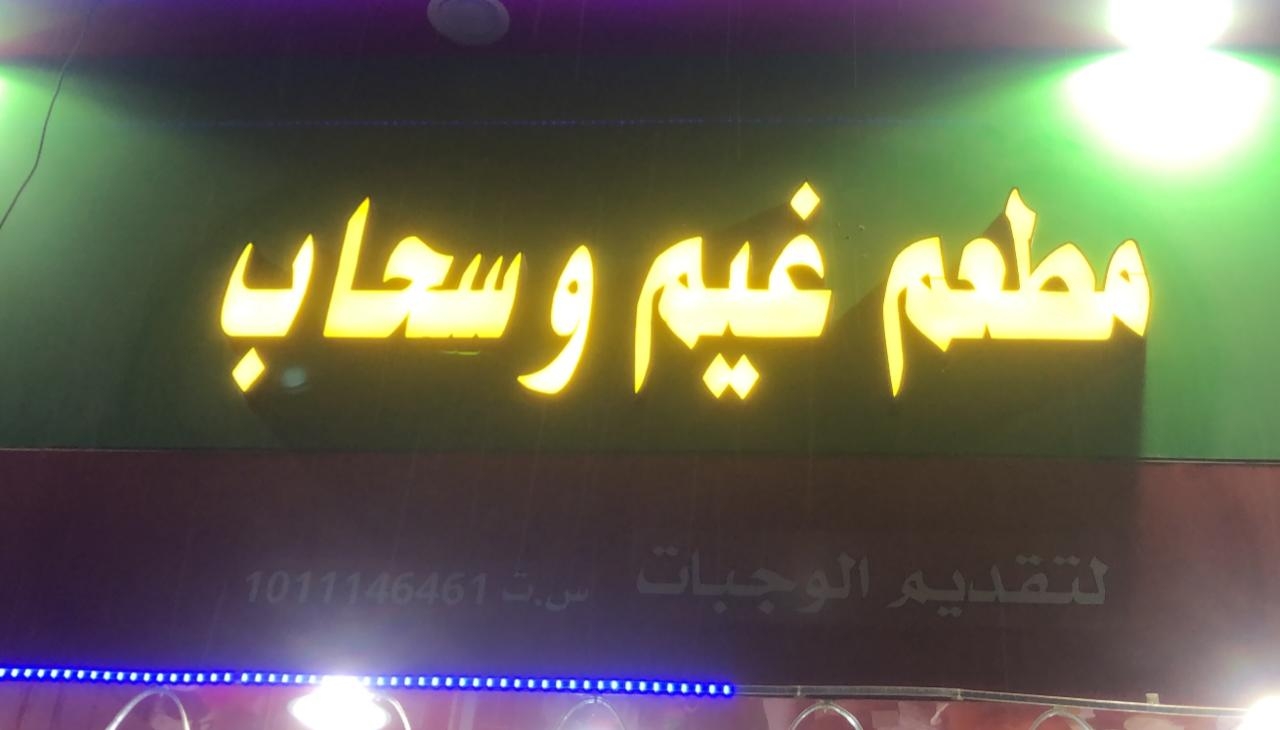 مطعم غيم وسحاب
لتقديم الوجبات س.ت 1011146461